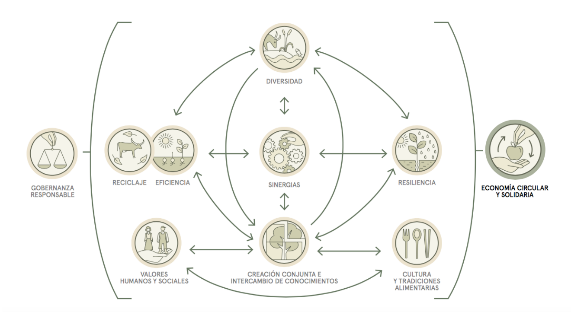 DIVERSIDAD
GOBERNANZA
RESPONSABLE
RECICLAJE
EFICIENCIA
SINERGIAS
RESILIENCIA
ECONOMÍA CIRCULAR
Y SOLIDARIA
VALORES
HUMANOS Y SOCIALES
CREACIÓN CONJUNTA E
INTERCAMBIO DE CONOCIMIENTOS
CULTURA
Y TRADICIONES
ALIMENTARIAS